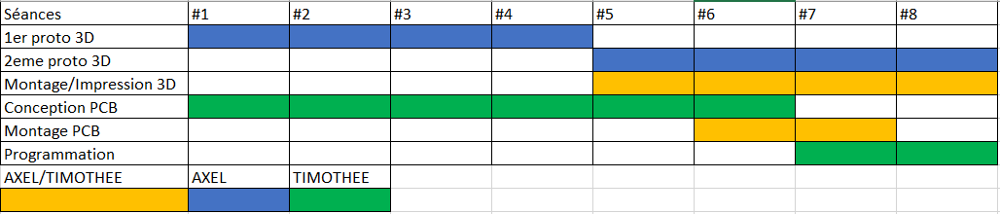 Séances #1 #2 #3 #4 #5 #6 #7 #8
1er proto 3D
2eme proto 3D
Montage/Impression 3D
Conception PCB
Montage PCB
Programmation
AXEL/TIMOTHEE AXEL TIMOTHEE